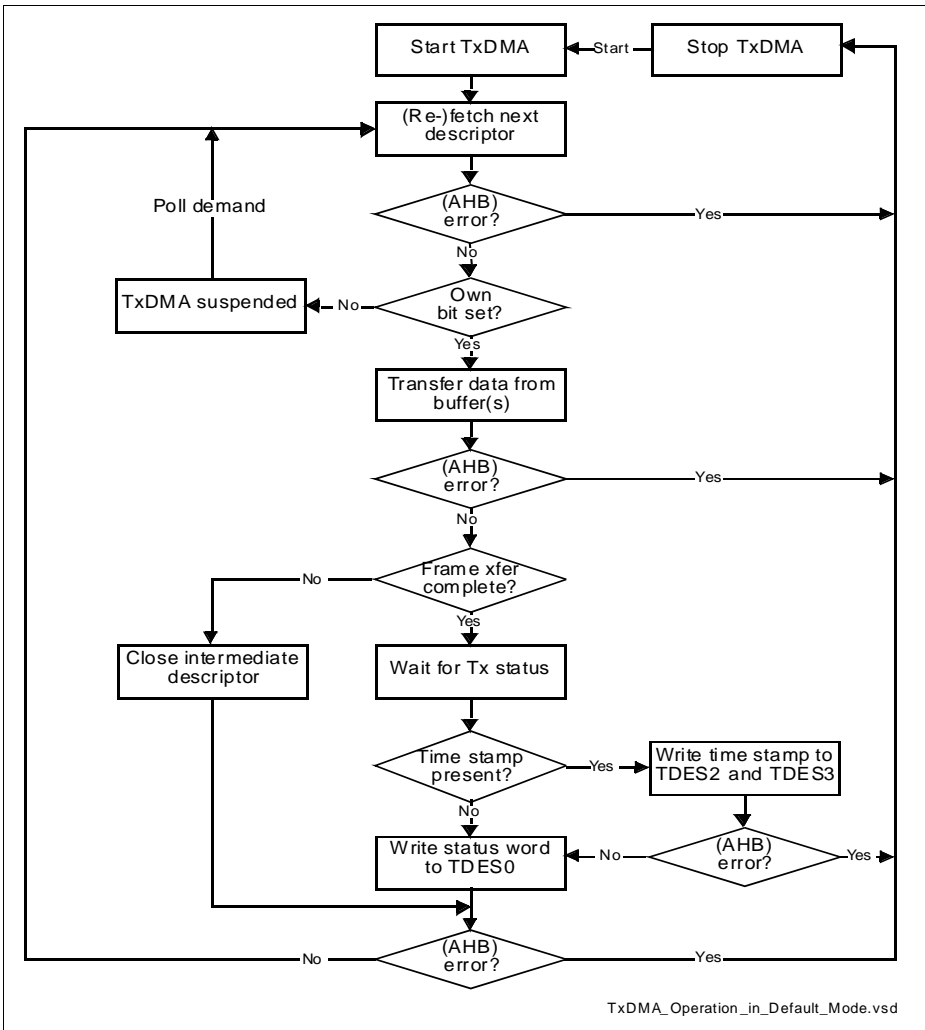 Start TxDMA
Start
Stop TxDMA
(Re-)fetch next
descriptor
Poll demand
(AHB)
error?
Yes
No
TxDMA suspended
No
Own
bit set?
Yes
Transfer data from
buffer(s)
(AHB)
error?
Yes
No
No
Frame xfer
complete?
Yes
Close intermediate
descriptor
Wait for Tx status
Time stamp
present?
Yes
Write time stamp to
TDES2 and TDES3
No
Write status word
to TDES0
No
(AHB)
error?
Yes
No
(AHB)
error?
Yes
TxDMA_Operation_in_Default_Mode.vsd